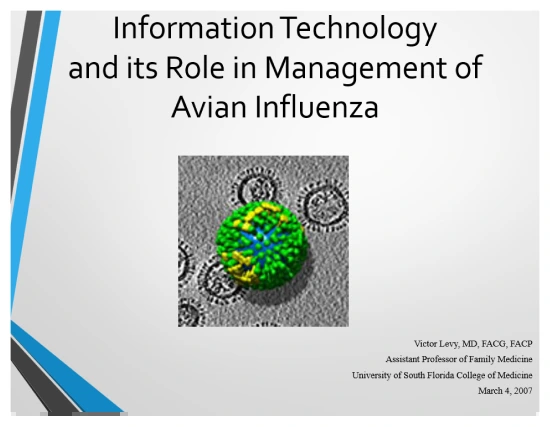 Information Technology
and its Role in Management of
Avian Influenza
Victor Levy, MD, FACG, FACP
Assistant Professor of Family Medicine
University of South Florida College of Medicine
March 4, 2007